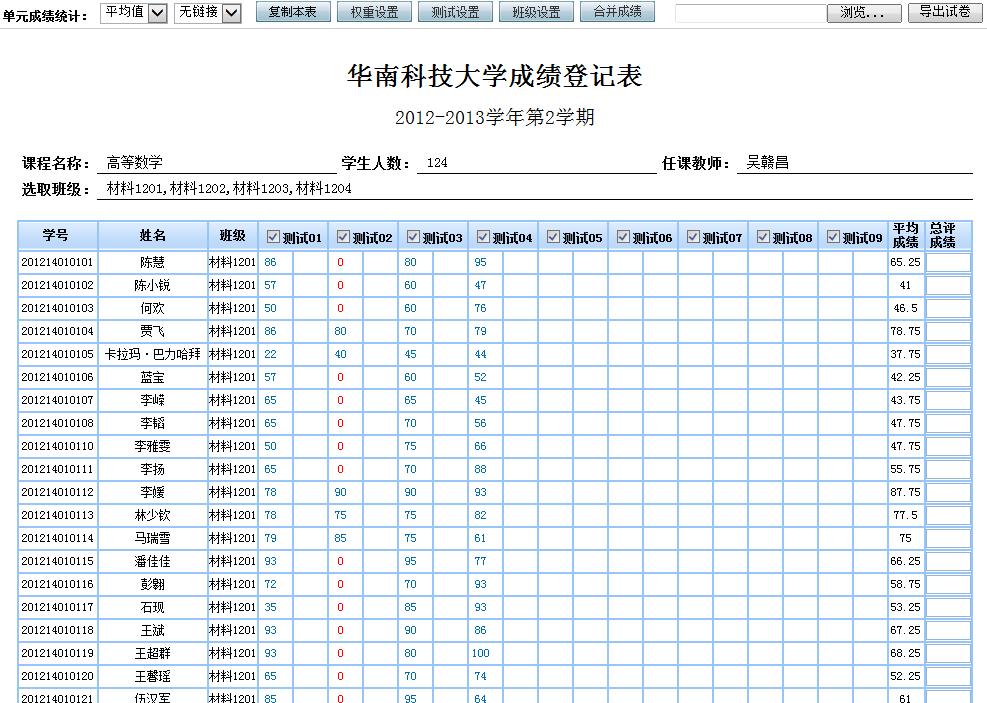 单元成绩统计： 平均值 无链接 复制本表 权重设置 测试设置 班级设置 合并成绩 浏览... 导出试卷
华南科技大学成绩登记表
2012-2013学年第2学期
课程名称： 高等数学 学生人数： 124 任课教师： 吴赣昌
选取班级： 材料1201,材料1202,材料1203,材料1204
学号 姓名 班级 测试01 测试02 测试03 测试04 测试05 测试06 测试07 测试08 测试09 平均成绩 总评成绩
201214010101 陈慧 材料1201 86 0 80 95 65.25
201214010102 陈小锐 材料1201 57 0 60 47 41
201214010103 何欢 材料1201 50 0 60 76 46.5
201214010104 贾飞 材料1201 86 80 70 79 78.75
201214010105 卡拉玛·巴力哈拜 材料1201 22 40 45 44 37.75
201214010106 蓝宝 材料1201 57 0 60 52 42.25
201214010107 李嵘 材料1201 65 0 65 45 43.75
201214010108 李韬 材料1201 65 0 70 56 47.75
201214010110 李雅雯 材料1201 50 0 75 66 47.75
201214010111 李扬 材料1201 65 0 70 88 55.75
201214010112 李媛 材料1201 78 90 90 93 87.75
201214010113 林少钦 材料1201 78 75 75 82 77.5
201214010114 马瑞雪 材料1201 79 85 75 61 75
201214010115 潘佳佳 材料1201 93 0 95 77 66.25
201214010116 彭翱 材料1201 72 0 70 93 58.75
201214010117 石现 材料1201 35 0 85 93 53.25
201214010118 王斌 材料1201 93 0 90 86 67.25
201214010119 王超群 材料1201 93 0 80 100 68.25
201214010120 王馨瑶 材料1201 65 0 70 74 52.25
201214010121 伍汉军 材料1201 85 0 95 64 61